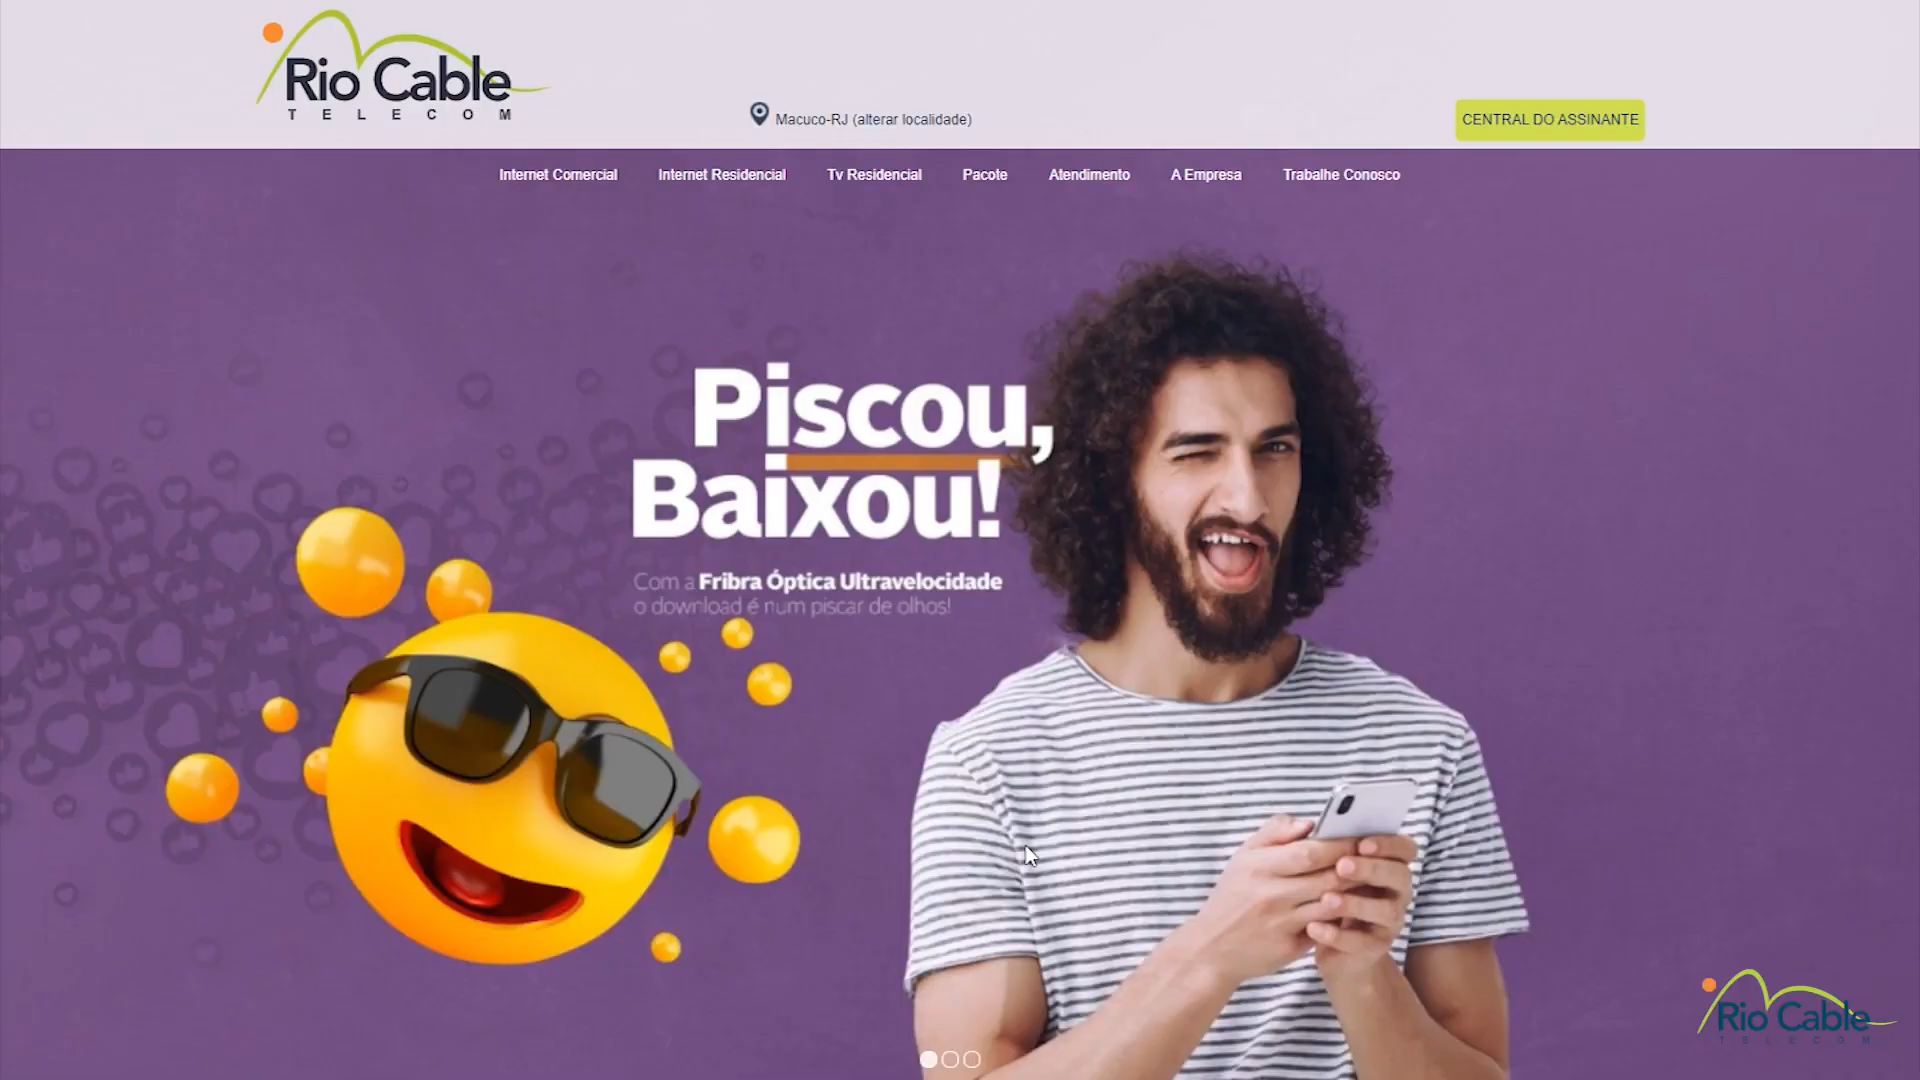 Rio Cable
TELECOM
Macuco-RJ (alterar localidade)
CENTRAL DO ASSINANTE
Internet Comercial
Internet Residencial
Tv Residencial
Pacote
Atendimento
A Empresa
Trabalhe Conosco
Piscou,
Baixou!
Com a Fribra Óptica Ultravelocidade
o download é num piscar de olhos!
Rio Cable
TELECOM